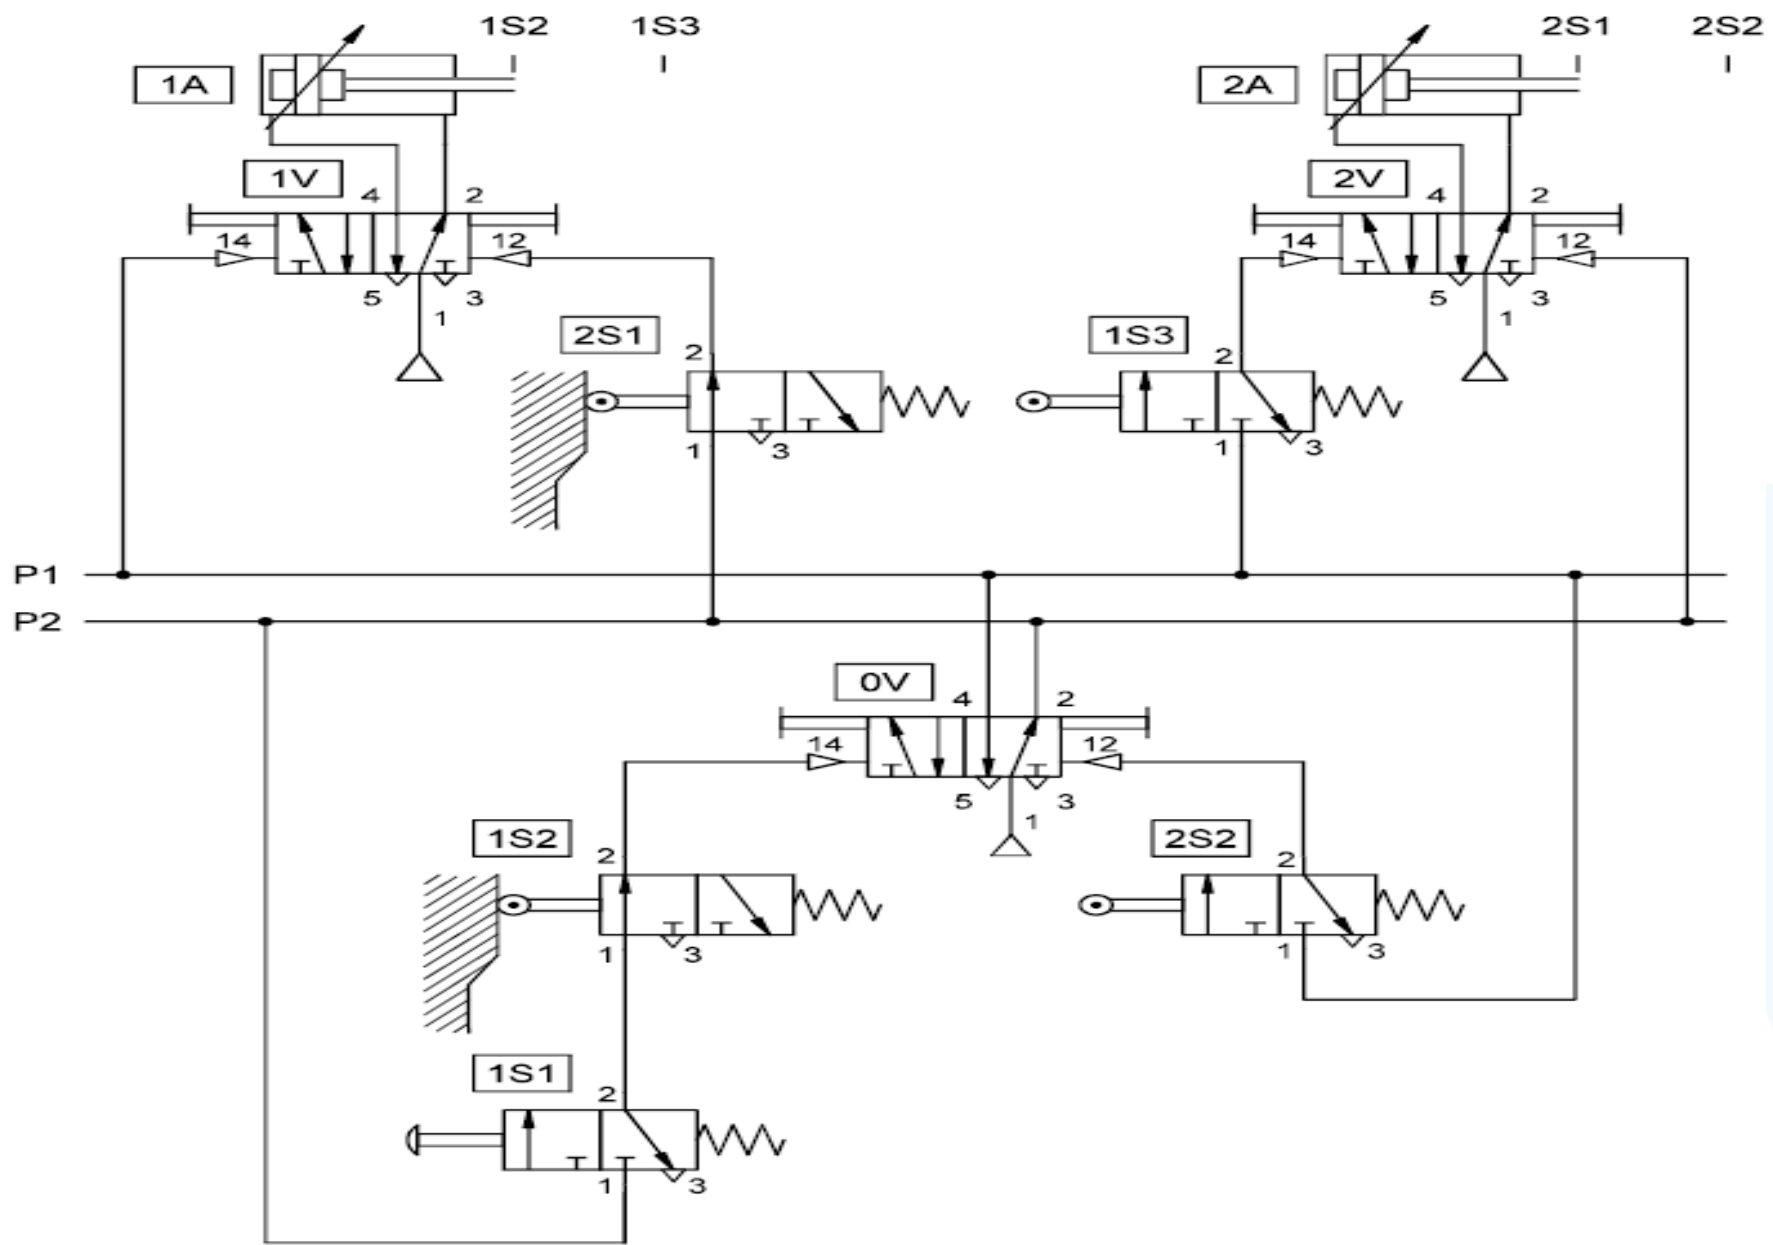 1S2 1S3 2S1 2S2
1A 2A
1V 4 2 2V 4 2
14 12 14 12
5 3 5 3
1 1
2S1 2 1S3 2
1 3 1 3
P1
P2
0V 4 2
14 12
5 3
1
1S2 2 2S2 2
1 3 1 3
1S1 2
1 3